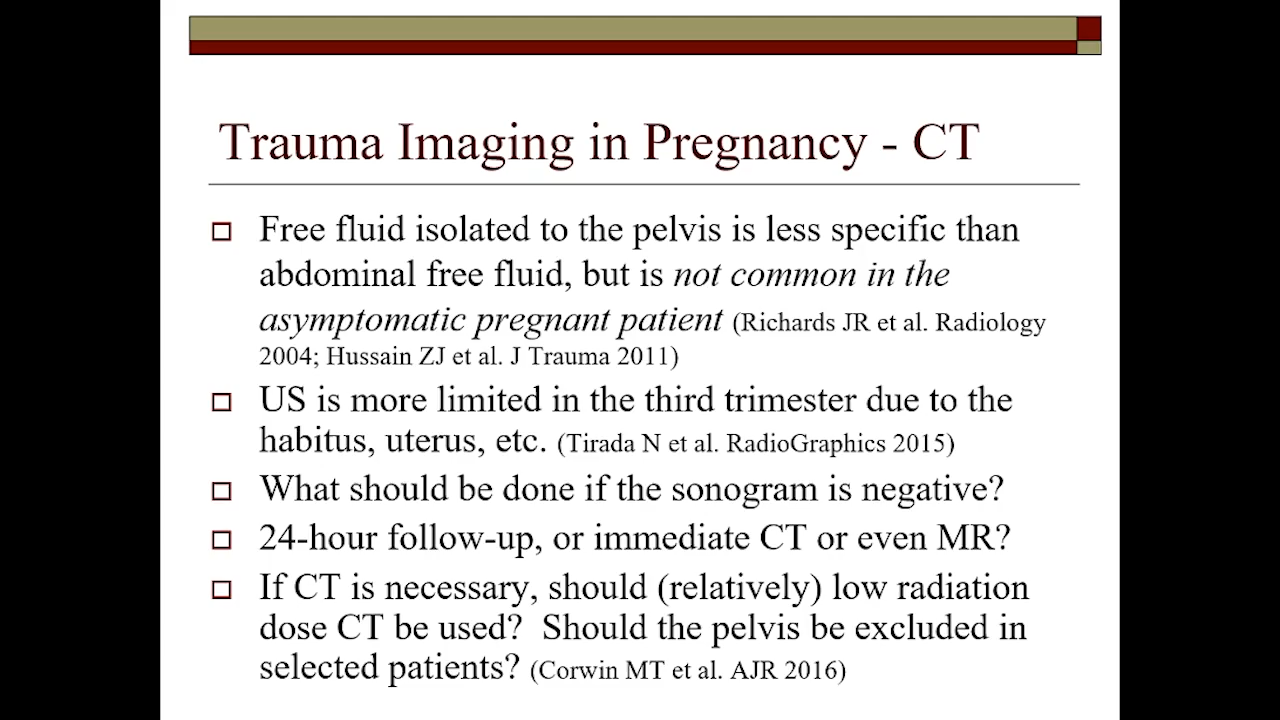 Trauma Imaging in Pregnancy - CT
Free fluid isolated to the pelvis is less specific than
abdominal free fluid, but is not common in the
asymptomatic pregnant patient (Richards JR et al. Radiology
2004; Hussain ZJ et al. J Trauma 2011)
US is more limited in the third trimester due to the
habitus, uterus, etc. (Tirada N et al. RadioGraphics 2015)
What should be done if the sonogram is negative?
24-hour follow-up, or immediate CT or even MR?
If CT is necessary, should (relatively) low radiation
dose CT be used?  Should the pelvis be excluded in
selected patients? (Corwin MT et al. AJR 2016)